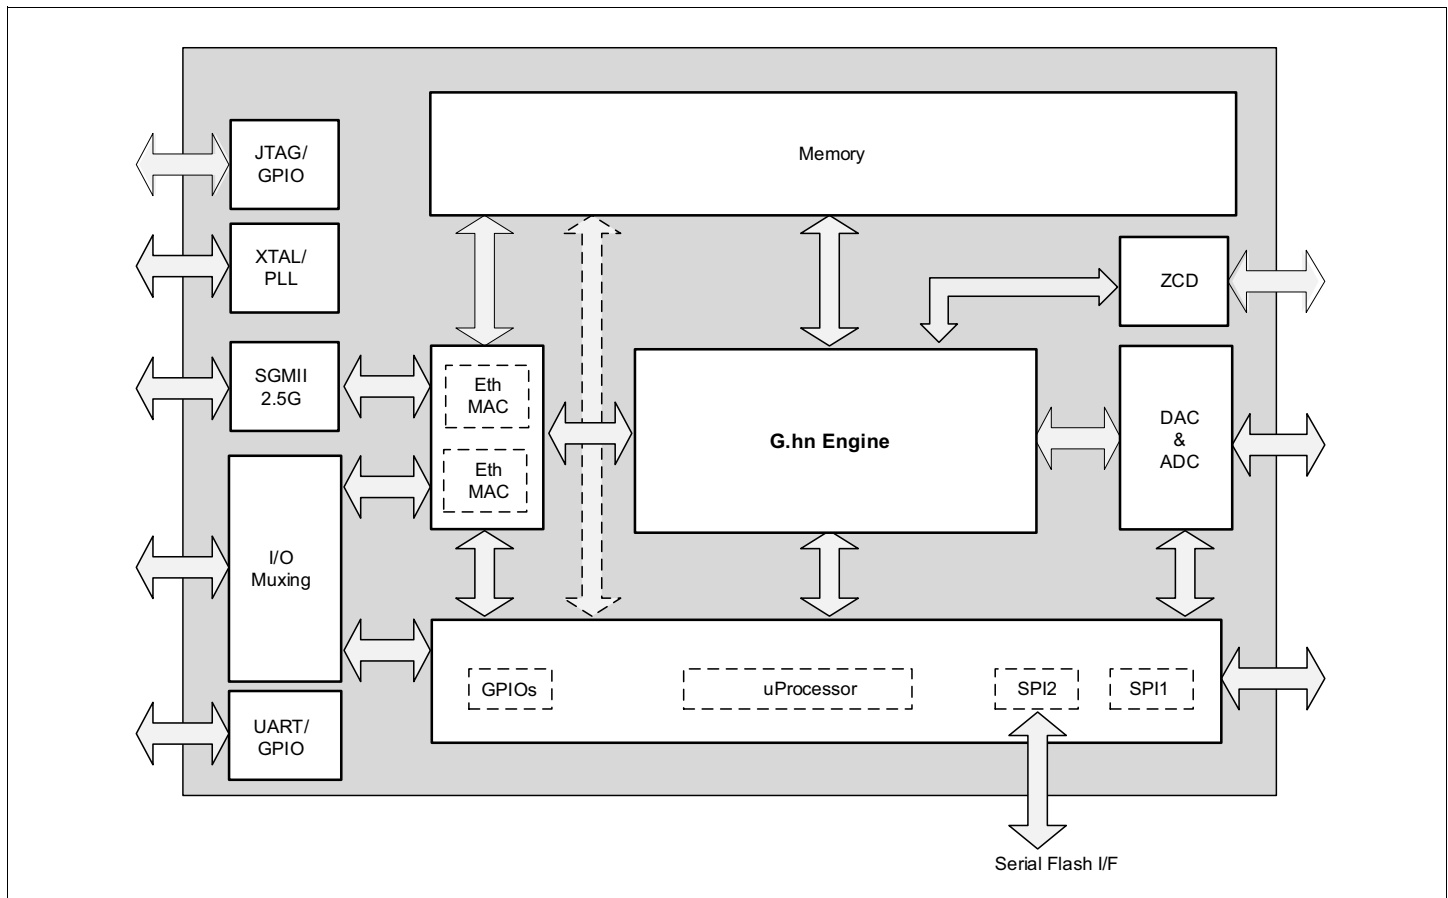 Memory
JTAG/
GPIO
XTAL/
PLL
ZCD
SGMII
2.5G
Eth
MAC
Eth
MAC
G.hn Engine
DAC
&
ADC
I/O
Muxing
GPIOs
uProcessor
SPI2
SPI1
UART/
GPIO
Serial Flash I/F